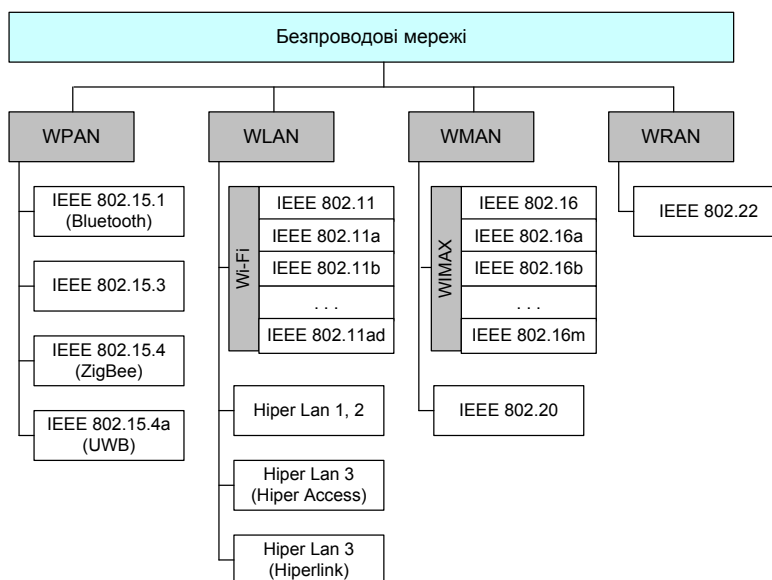 Безпроводові мережі
WPAN
WLAN
WMAN
WRAN
IEEE 802.15.1
(Bluetooth)
IEEE 802.15.3
IEEE 802.15.4
(ZigBee)
IEEE 802.15.4a
(UWB)
Wi-Fi
IEEE 802.11
IEEE 802.11a
IEEE 802.11b
. . .
IEEE 802.11ad
Hiper Lan 1, 2
Hiper Lan 3
(Hiper Access)
Hiper Lan 3
(Hiperlink)
WIMAX
IEEE 802.16
IEEE 802.16a
IEEE 802.16b
. . .
IEEE 802.16m
IEEE 802.20
IEEE 802.22